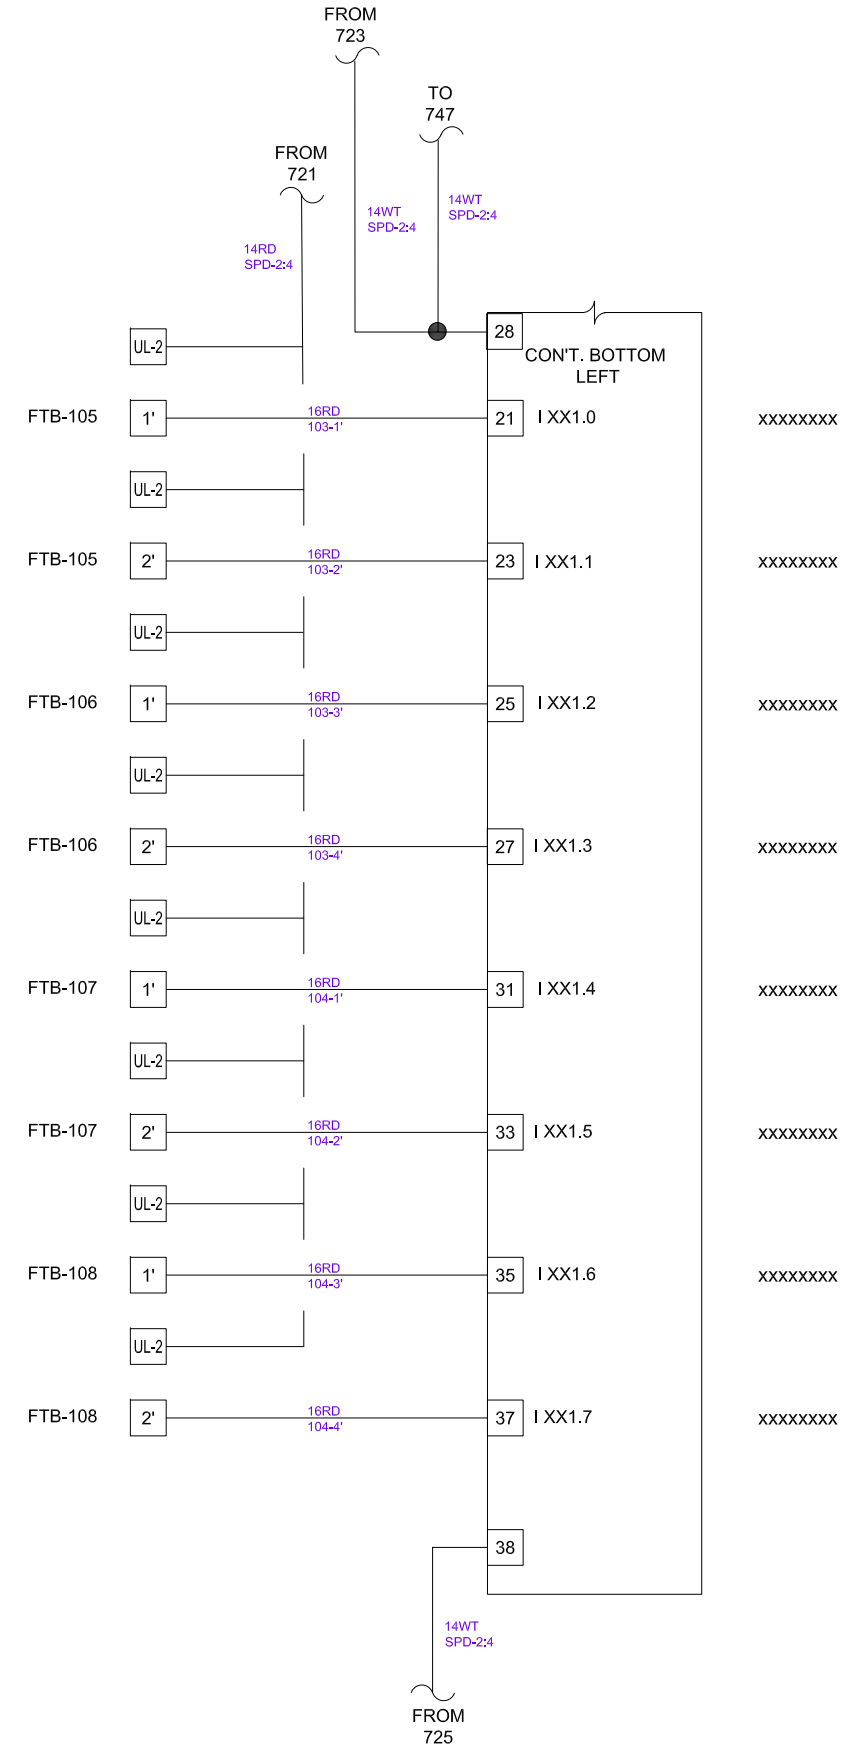 FROM
723
TO
747
FROM
721
14WT
SPD-2:4
14WT
SPD-2:4
14RD
SPD-2:4
28
UL-2
CON'T. BOTTOM
LEFT
FTB-105 1' 16RD 21 I XX1.0 xxxxxxxx
103-1'
UL-2
FTB-105 2' 16RD 23 I XX1.1 xxxxxxxx
103-2'
UL-2
FTB-106 1' 16RD 25 I XX1.2 xxxxxxxx
103-3'
UL-2
FTB-106 2' 16RD 27 I XX1.3 xxxxxxxx
103-4'
UL-2
FTB-107 1' 16RD 31 I XX1.4 xxxxxxxx
104-1'
UL-2
FTB-107 2' 16RD 33 I XX1.5 xxxxxxxx
104-2'
UL-2
FTB-108 1' 16RD 35 I XX1.6 xxxxxxxx
104-3'
UL-2
FTB-108 2' 16RD 37 I XX1.7 xxxxxxxx
104-4'
38
14WT
SPD-2:4
FROM
725